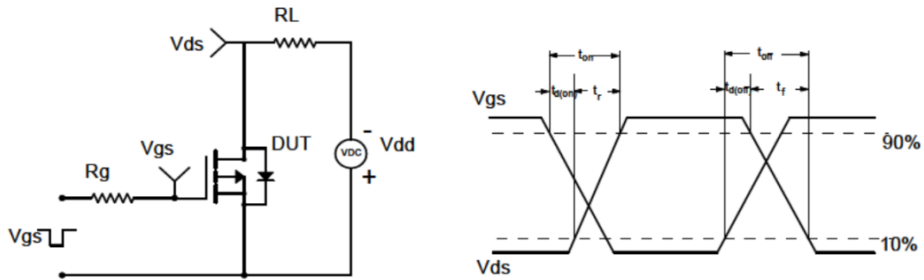 RL
Vds
Vgs
DUT
Rg
VDC
-
Vdd
+
Vgs
ton
toff
td(on)
tr
td(off)
tf
Vgs
90%
10%
Vds